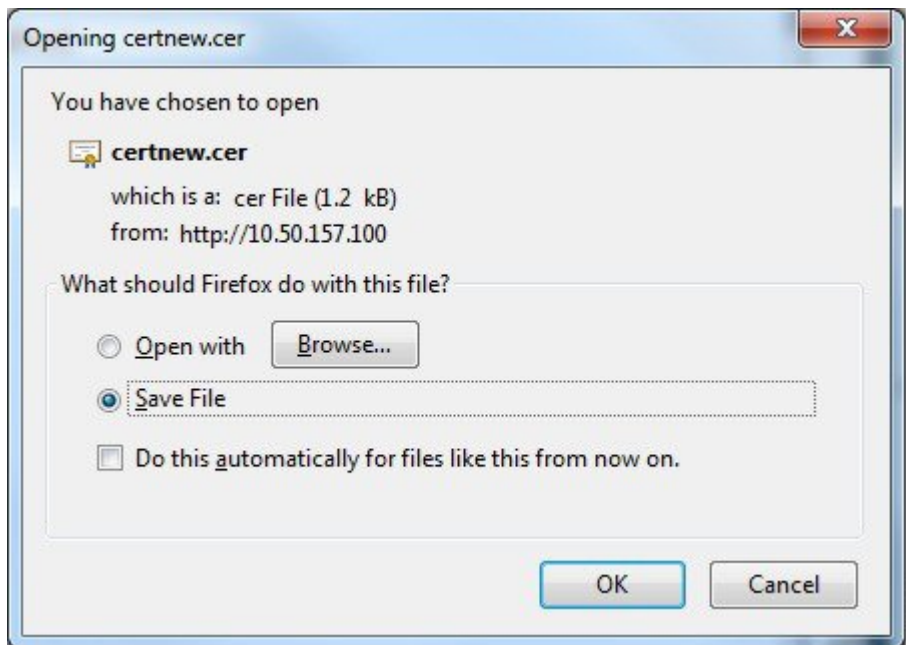 Opening certnew.cer
You have chosen to open
certnew.cer
which is a: cer File (1.2 kB)
from: http://10.50.157.100
What should Firefox do with this file?
Open with Browse...
Save File
Do this automatically for files like this from now on.
OK Cancel